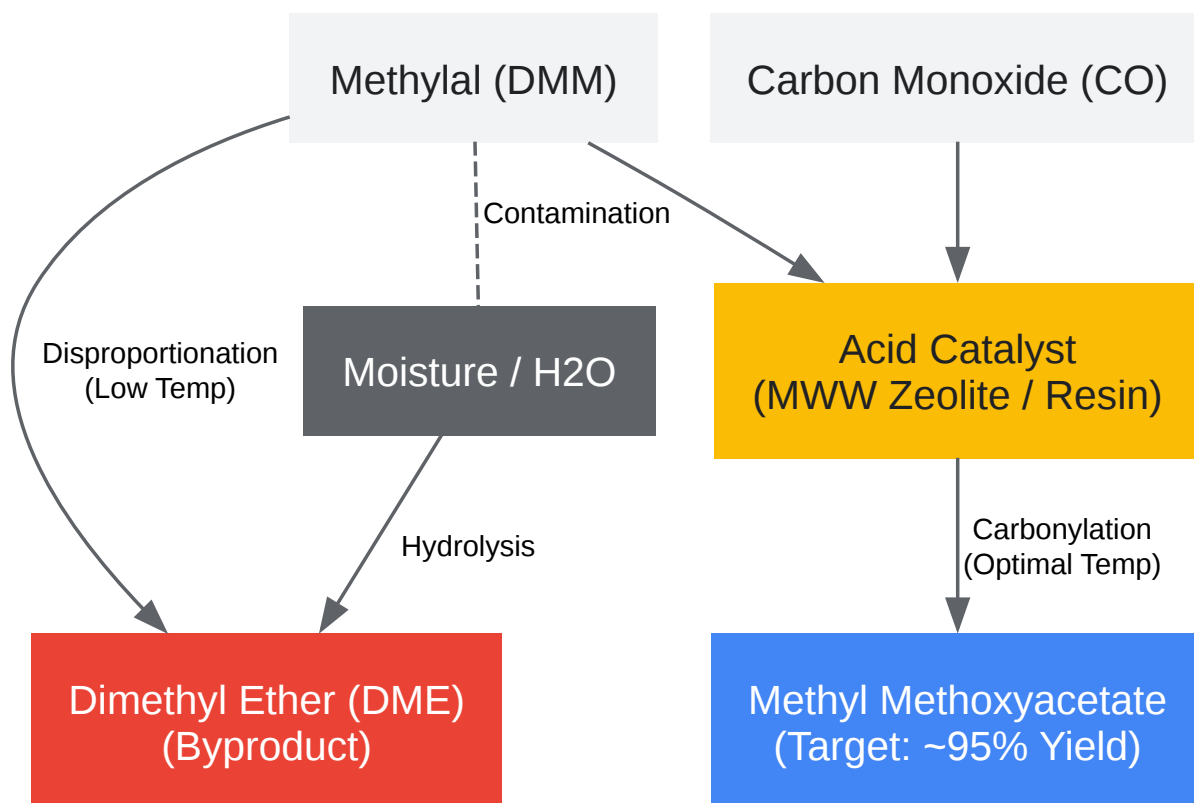 Methylal (DMM)
Carbon Monoxide (CO)
Contamination
Disproportionation
(Low Temp)
Moisture / H2O
Acid Catalyst
(MWW Zeolite / Resin)
Hydrolysis
Carbonylation
(Optimal Temp)
Dimethyl Ether (DME)
(Byproduct)
Methyl Methoxyacetate
(Target: ~95% Yield)